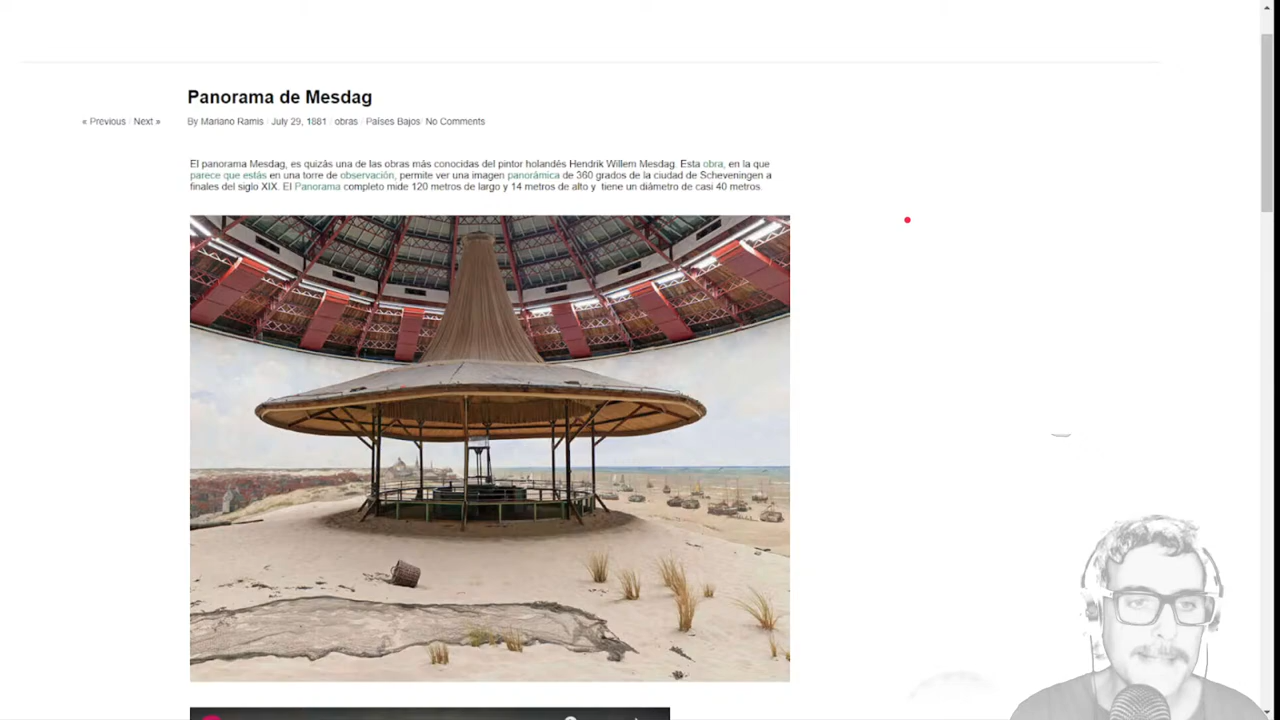 Panorama de Mesdag
« Previous / Next »
By Mariano Ramis / July 29, 1881 / obras / Países Bajos No Comments
El panorama Mesdag, es quizás una de las obras más conocidas del pintor holandés Hendrik Willem Mesdag. Esta obra, en la que
parece que estás en una torre de observación, permite ver una imagen panorámica de 360 grados de la ciudad de Scheveningen a
finales del siglo XIX. El Panorama completo mide 120 metros de largo y 14 metros de alto y tiene un diámetro de casi 40 metros.